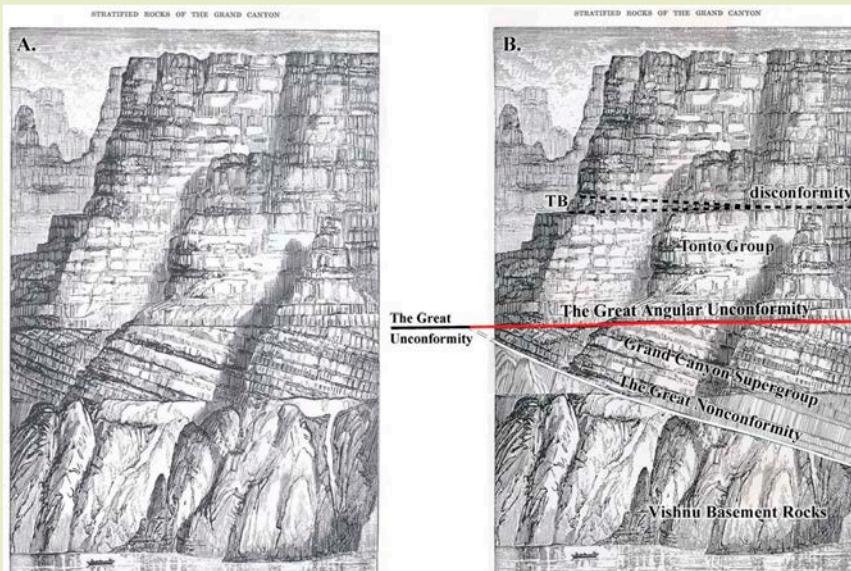 STRATIFIED ROCKS OF THE GRAND CANYON
A.
STRATIFIED ROCKS OF THE GRAND CANYON
B.
disconformity
TB
Tonto Group
The Great
Unconformity
The Great Angular Unconformity
Grand Canyon Supergroup
The Great Nonconformity
Vishnu Basement Rocks